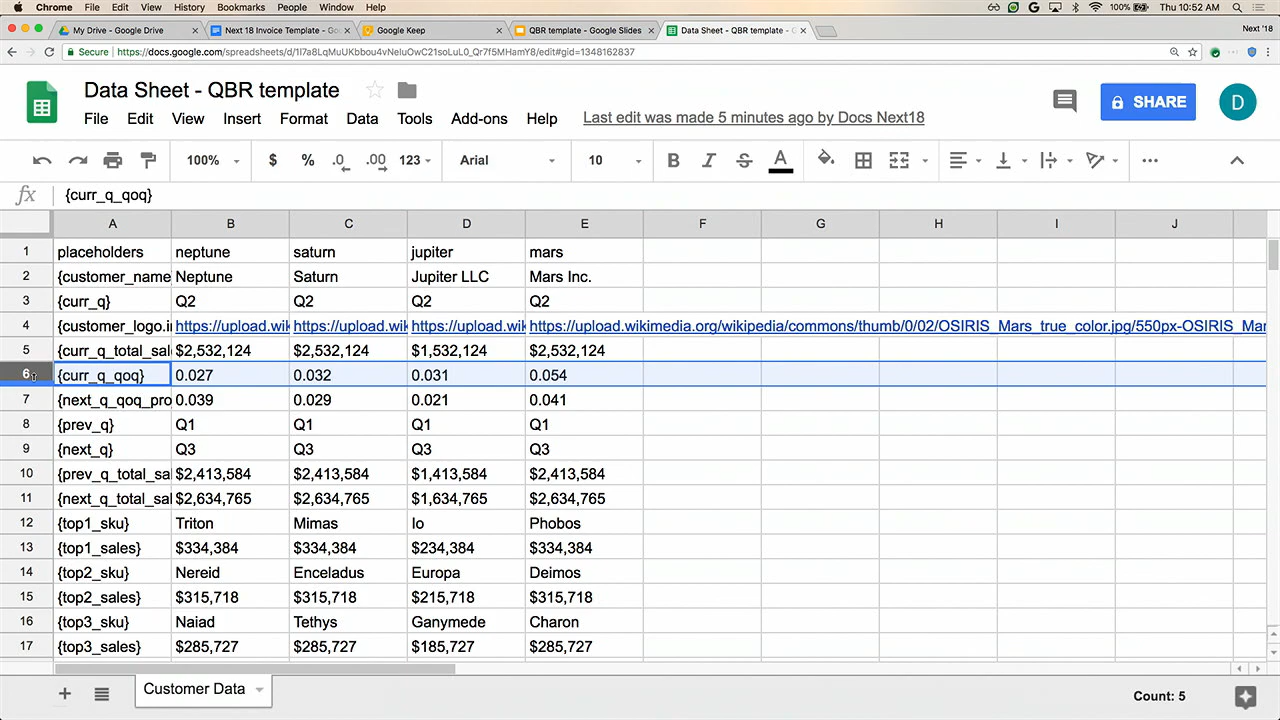 Chrome File Edit View History Bookmarks People Window Help 100% Thu 10:52 AM
My Drive - Google Drive Next 18 Invoice Template - Go Google Keep QBR template - Google Slides Data Sheet - QBR template - G Next '18
Secure https://docs.google.com/spreadsheets/d/1I7a8LqMuUKbbou4vNeIuOwC21soLuL0_Qr7f5MHamY8/edit#gid=1348162837
Data Sheet - QBR template
SHARE D
File Edit View Insert Format Data Tools Add-ons Help Last edit was made 5 minutes ago by Docs Next18
100% $ % .0 .00 123 Arial 10 B I S A
fx {curr_q_qoq}
A B C D E F G H I J
1 placeholders neptune saturn jupiter mars
2 {customer_name Neptune Saturn Jupiter LLC Mars Inc.
3 {curr_q} Q2 Q2 Q2 Q2
4 {customer_logo.i https://upload.wik https://upload.wik https://upload.wik https://upload.wikimedia.org/wikipedia/commons/thumb/0/02/OSIRIS_Mars_true_color.jpg/550px-OSIRIS_Mar
5 {curr_q_total_sal $2,532,124 $2,532,124 $1,532,124 $2,532,124
6 {curr_q_qoq} 0.027 0.032 0.031 0.054
7 {next_q_qoq_pro 0.039 0.029 0.021 0.041
8 {prev_q} Q1 Q1 Q1 Q1
9 {next_q} Q3 Q3 Q3 Q3
10 {prev_q_total_sa $2,413,584 $2,413,584 $1,413,584 $2,413,584
11 {next_q_total_sal $2,634,765 $2,634,765 $1,634,765 $2,634,765
12 {top1_sku} Triton Mimas Io Phobos
13 {top1_sales} $334,384 $334,384 $234,384 $334,384
14 {top2_sku} Nereid Enceladus Europa Deimos
15 {top2_sales} $315,718 $315,718 $215,718 $315,718
16 {top3_sku} Naiad Tethys Ganymede Charon
17 {top3_sales} $285,727 $285,727 $185,727 $285,727
Customer Data Count: 5